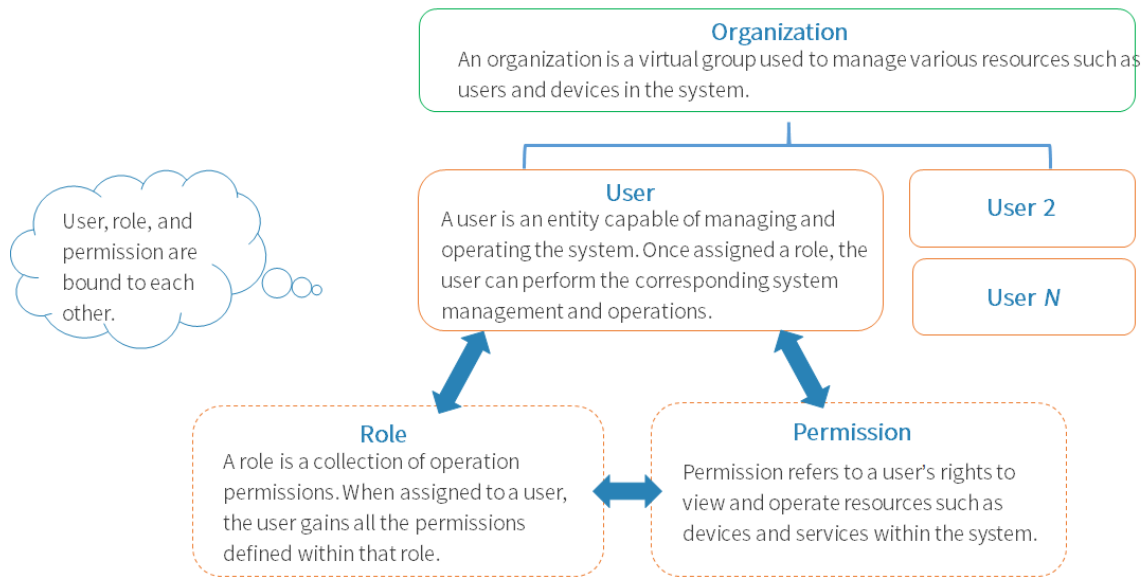 Organization
An organization is a virtual group used to manage various resources such as
users and devices in the system.
User, role, and
permission are
bound to each
other.
User
A user is an entity capable of managing and
operating the system. Once assigned a role, the
user can perform the corresponding system
management and operations.
User 2
User N
Role
A role is a collection of operation
permissions. When assigned to a user,
the user gains all the permissions
defined within that role.
Permission
Permission refers to a user's rights to
view and operate resources such as
devices and services within the system.